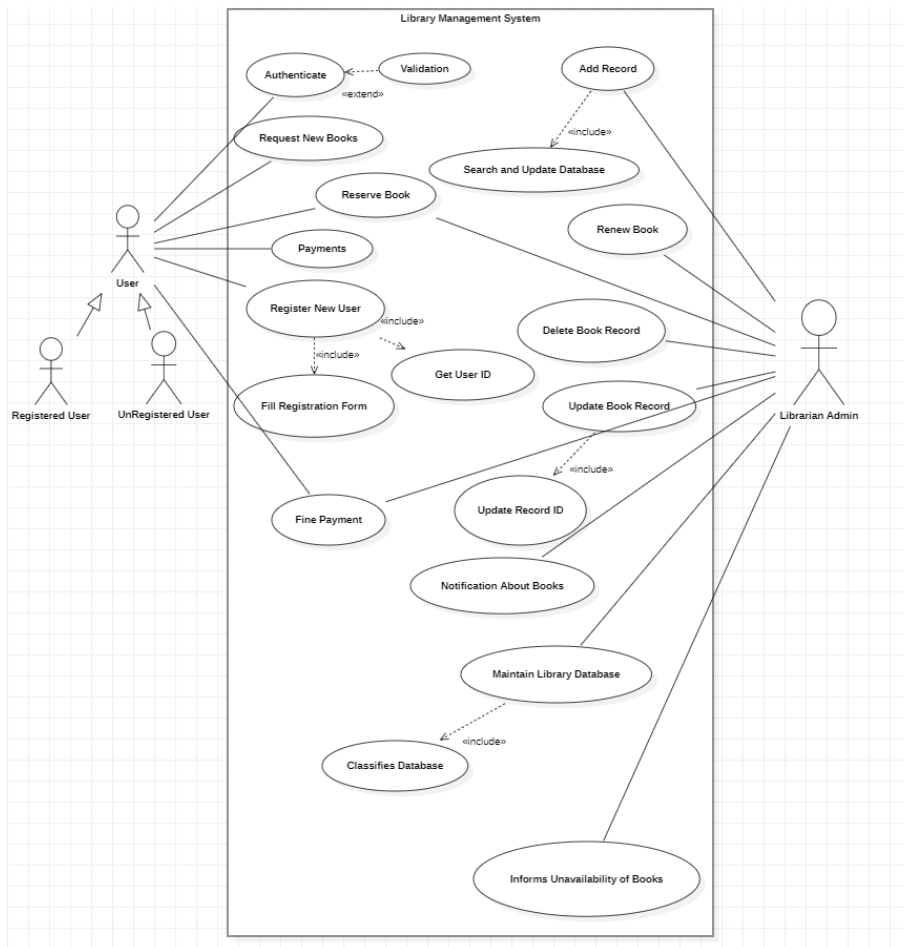 Library Management System
Authenticate
Validation
Add Record
«extend»
Request New Books
«include»
Search and Update Database
Reserve Book
Renew Book
Payments
User
Register New User
«include»
Delete Book Record
«include»
Get User ID
Registered User
UnRegistered User
Fill Registration Form
Update Book Record
Librarian Admin
«include»
Update Record ID
Fine Payment
Notification About Books
Maintain Library Database
«include»
Classifies Database
Informs Unavailability of Books